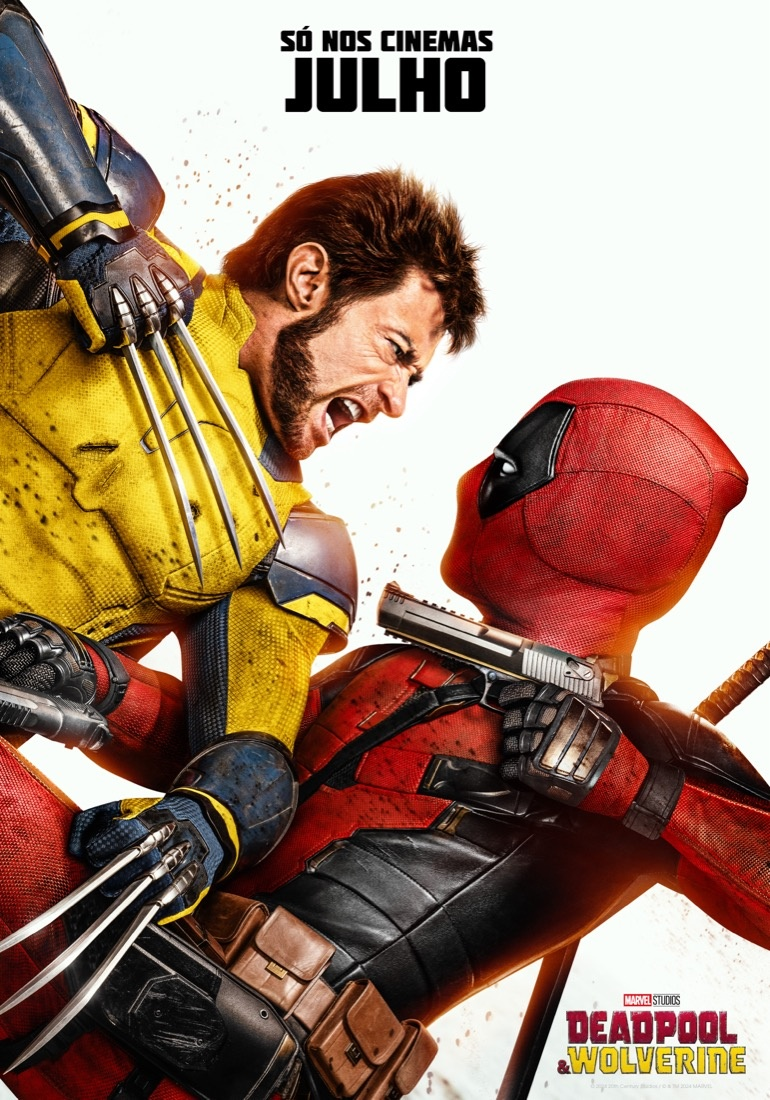 SÓ NOS CINEMAS
JULHO
MARVEL STUDIOS
DEADPOOL
& WOLVERINE